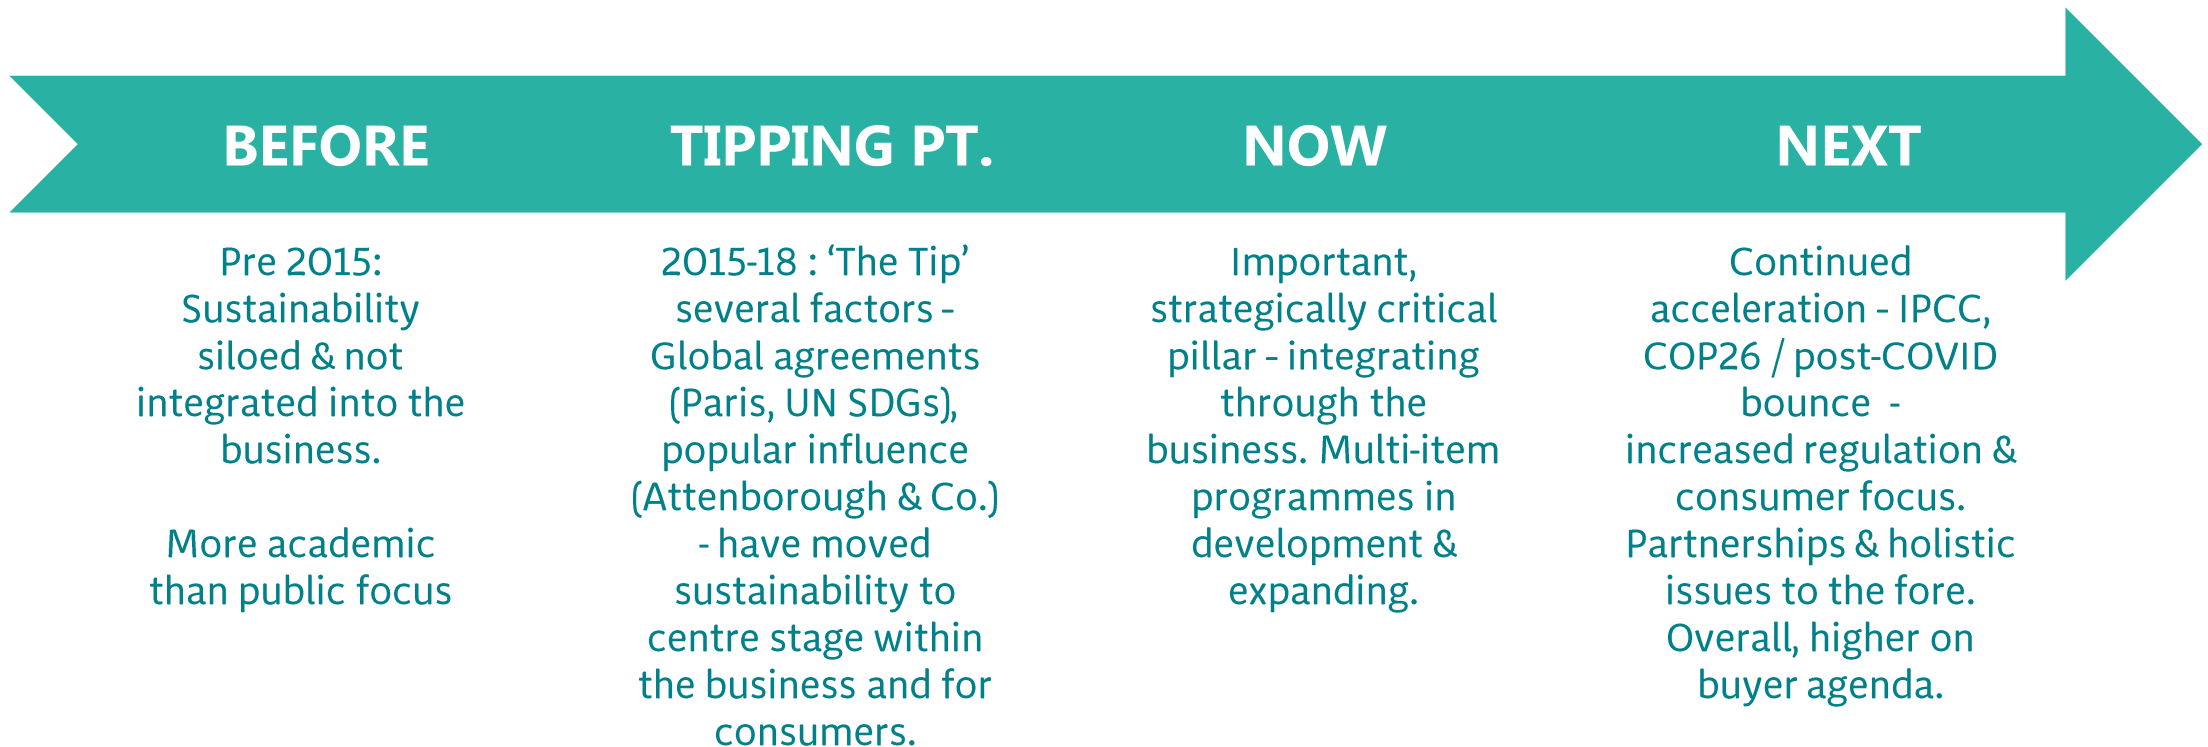 BEFORE
TIPPING PT.
NOW
NEXT
Pre 2015:
Sustainability
siloed & not
integrated into the
business.
More academic
than public focus
2015-18 : ‘The Tip’
several factors -
Global agreements
(Paris, UN SDGs),
popular influence
(Attenborough & Co.)
- have moved
sustainability to
centre stage within
the business and for
consumers.
Important,
strategically critical
pillar - integrating
through the
business. Multi-item
programmes in
development &
expanding.
Continued
acceleration - IPCC,
COP26 / post-COVID
bounce -
increased regulation &
consumer focus.
Partnerships & holistic
issues to the fore.
Overall, higher on
buyer agenda.